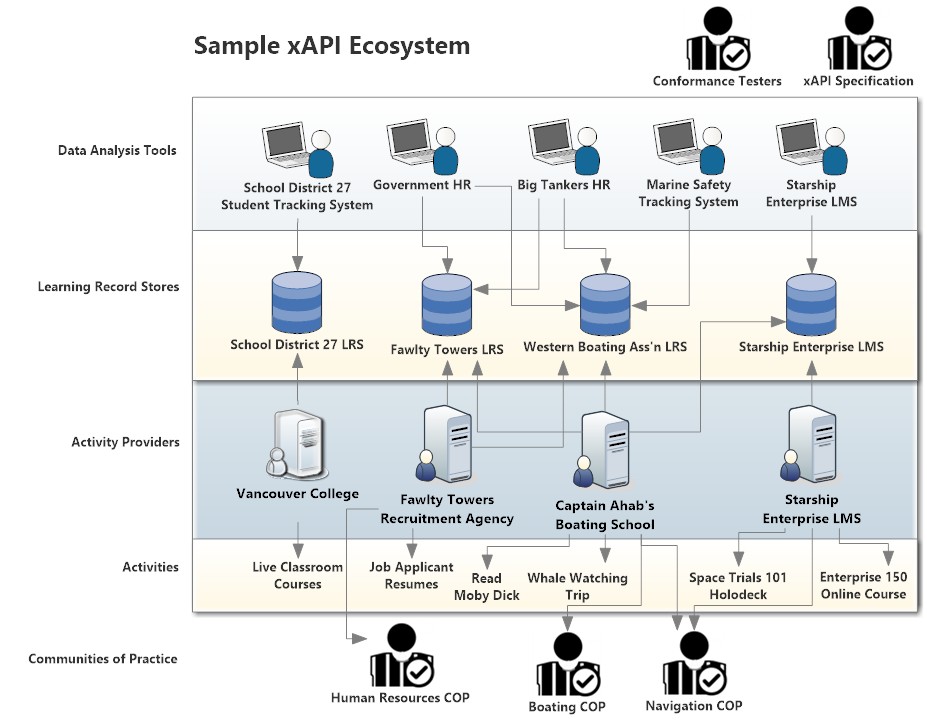 Sample xAPI Ecosystem
Conformance Testers
xAPI Specification
Data Analysis Tools
School District 27
Student Tracking System
Government HR
Big Tankers HR
Marine Safety
Tracking System
Starship
Enterprise LMS
Learning Record Stores
School District 27 LRS
Fawlty Towers LRS
Western Boating Ass'n LRS
Starship Enterprise LMS
Activity Providers
Vancouver College
Fawlty Towers
Recruitment Agency
Captain Ahab's
Boating School
Starship
Enterprise LMS
Activities
Live Classroom
Courses
Job Applicant
Resumes
Read
Moby Dick
Whale Watching
Trip
Space Trials 101
Holodeck
Enterprise 150
Online Course
Communities of Practice
Human Resources COP
Boating COP
Navigation COP